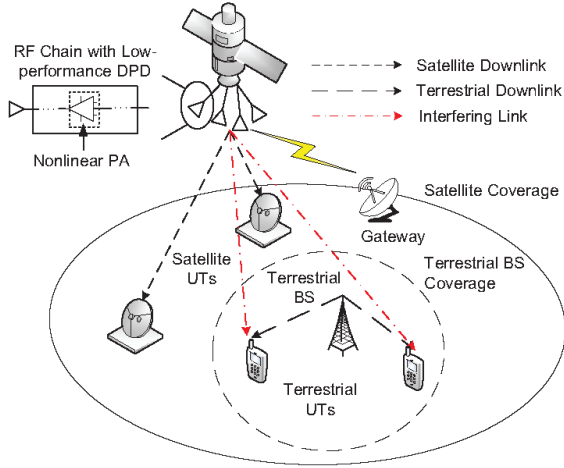 RF Chain with Low-
performance DPD
Nonlinear PA
Satellite Downlink
Terrestrial Downlink
Interfering Link
Satellite Coverage
Gateway
Satellite
UTs
Terrestrial
BS
Terrestrial BS
Coverage
Terrestrial
UTs